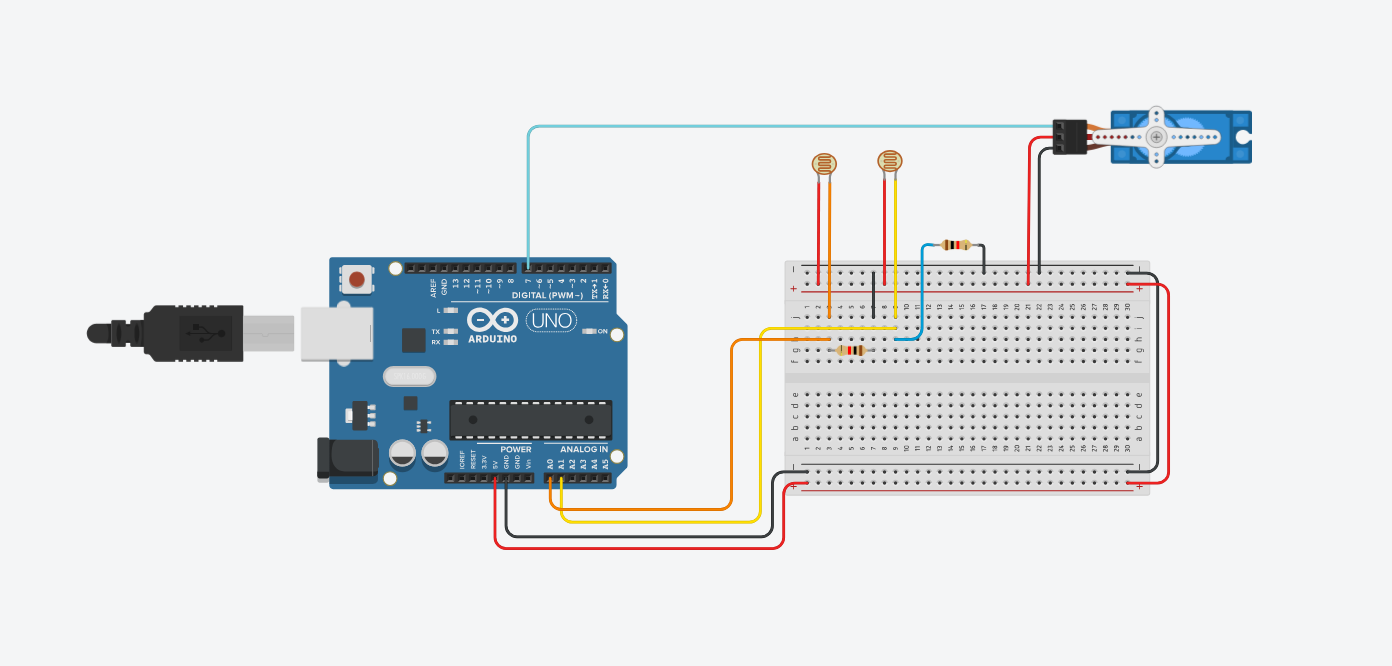 AREF
GND
13
12
~11
~10
~9
8
7
~6
~5
4
~3
2
TX→1
RX←0
DIGITAL (PWM~)
L
TX
RX
ARDUINO
UNO
ON
POWER
ANALOG IN
IOREF
RESET
3.3V
5V
GND
GND
Vin
A0
A1
A2
A3
A4
A5
− −
+ +
1 2 3 4 5 6 7 8 9 10 11 12 13 14 15 16 17 18 19 20 21 22 23 24 25 26 27 28 29 30
j j
i i
h h
g g
f f
e e
d d
c c
b b
a a
1 2 3 4 5 6 7 8 9 10 11 12 13 14 15 16 17 18 19 20 21 22 23 24 25 26 27 28 29 30
− −
+ +